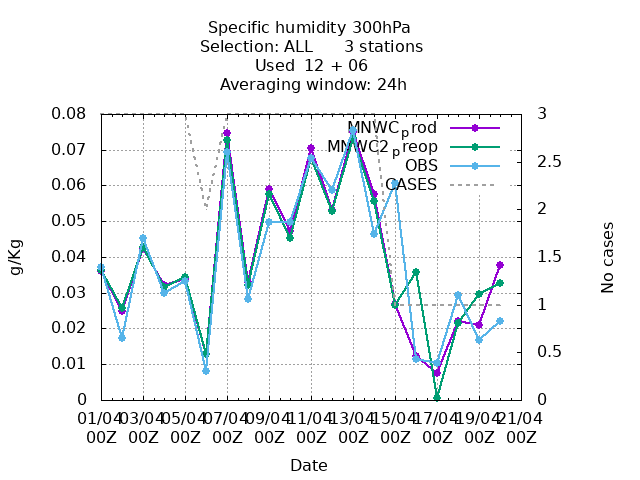 Specific humidity 300hPa
Selection: ALL      3 stations
Used  12 + 06
Averaging window: 24h
0.08
0.07
0.06
0.05
0.04
0.03
0.02
0.01
0
3
2.5
2
1.5
1
0.5
0
MNWC_prod
MNWC2_preop
OBS
CASES
g/Kg
No cases
01/04 03/04 05/04 07/04 09/04 11/04 13/04 15/04 17/04 19/04 21/04
00Z 00Z 00Z 00Z 00Z 00Z 00Z 00Z 00Z 00Z 00Z
Date